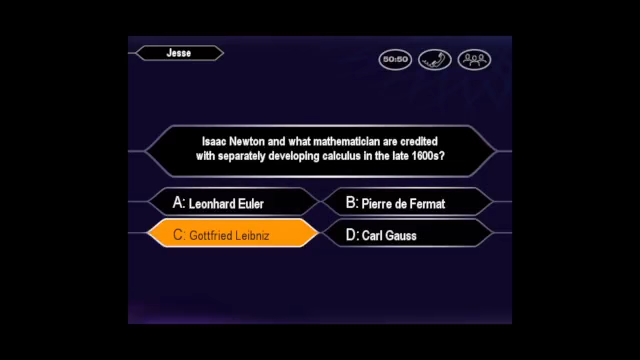 Jesse
50:50
Isaac Newton and what mathematician are credited
with separately developing calculus in the late 1600s?
A: Leonhard Euler
B: Pierre de Fermat
C: Gottfried Leibniz
D: Carl Gauss